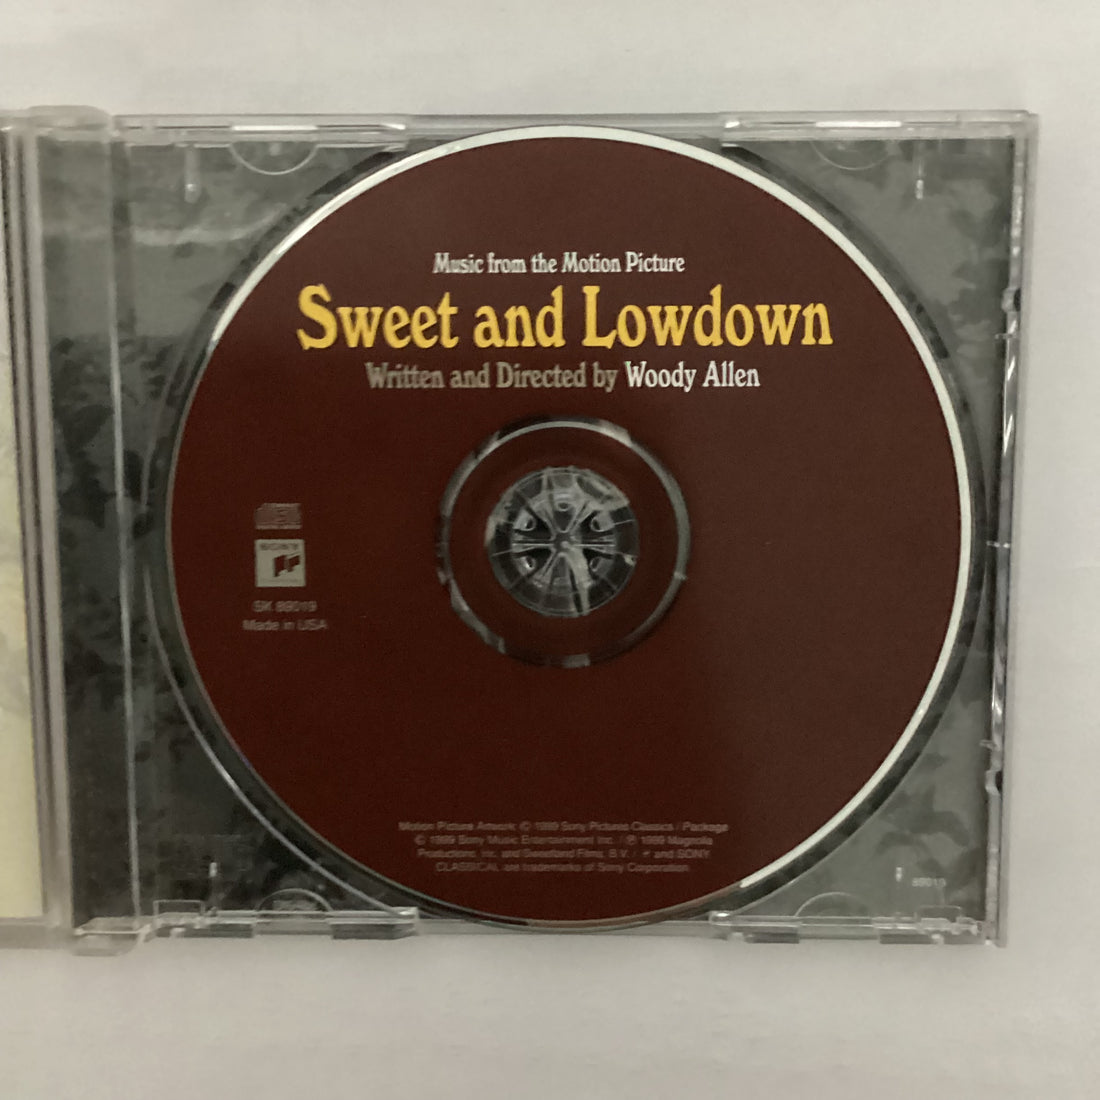 Music from the Motion Picture
Sweet and Lowdown
Written and Directed by Woody Allen
SONY
SK 89019
Made in USA
Motion Picture Artwork © 1999 Sony Pictures Classics / Package
© 1999 Sony Music Entertainment Inc. / ℗ 1999 Magnolia
Productions, Inc. and Sweetland Films, B.V. / and SONY
CLASSICAL are trademarks of Sony Corporation.
89019